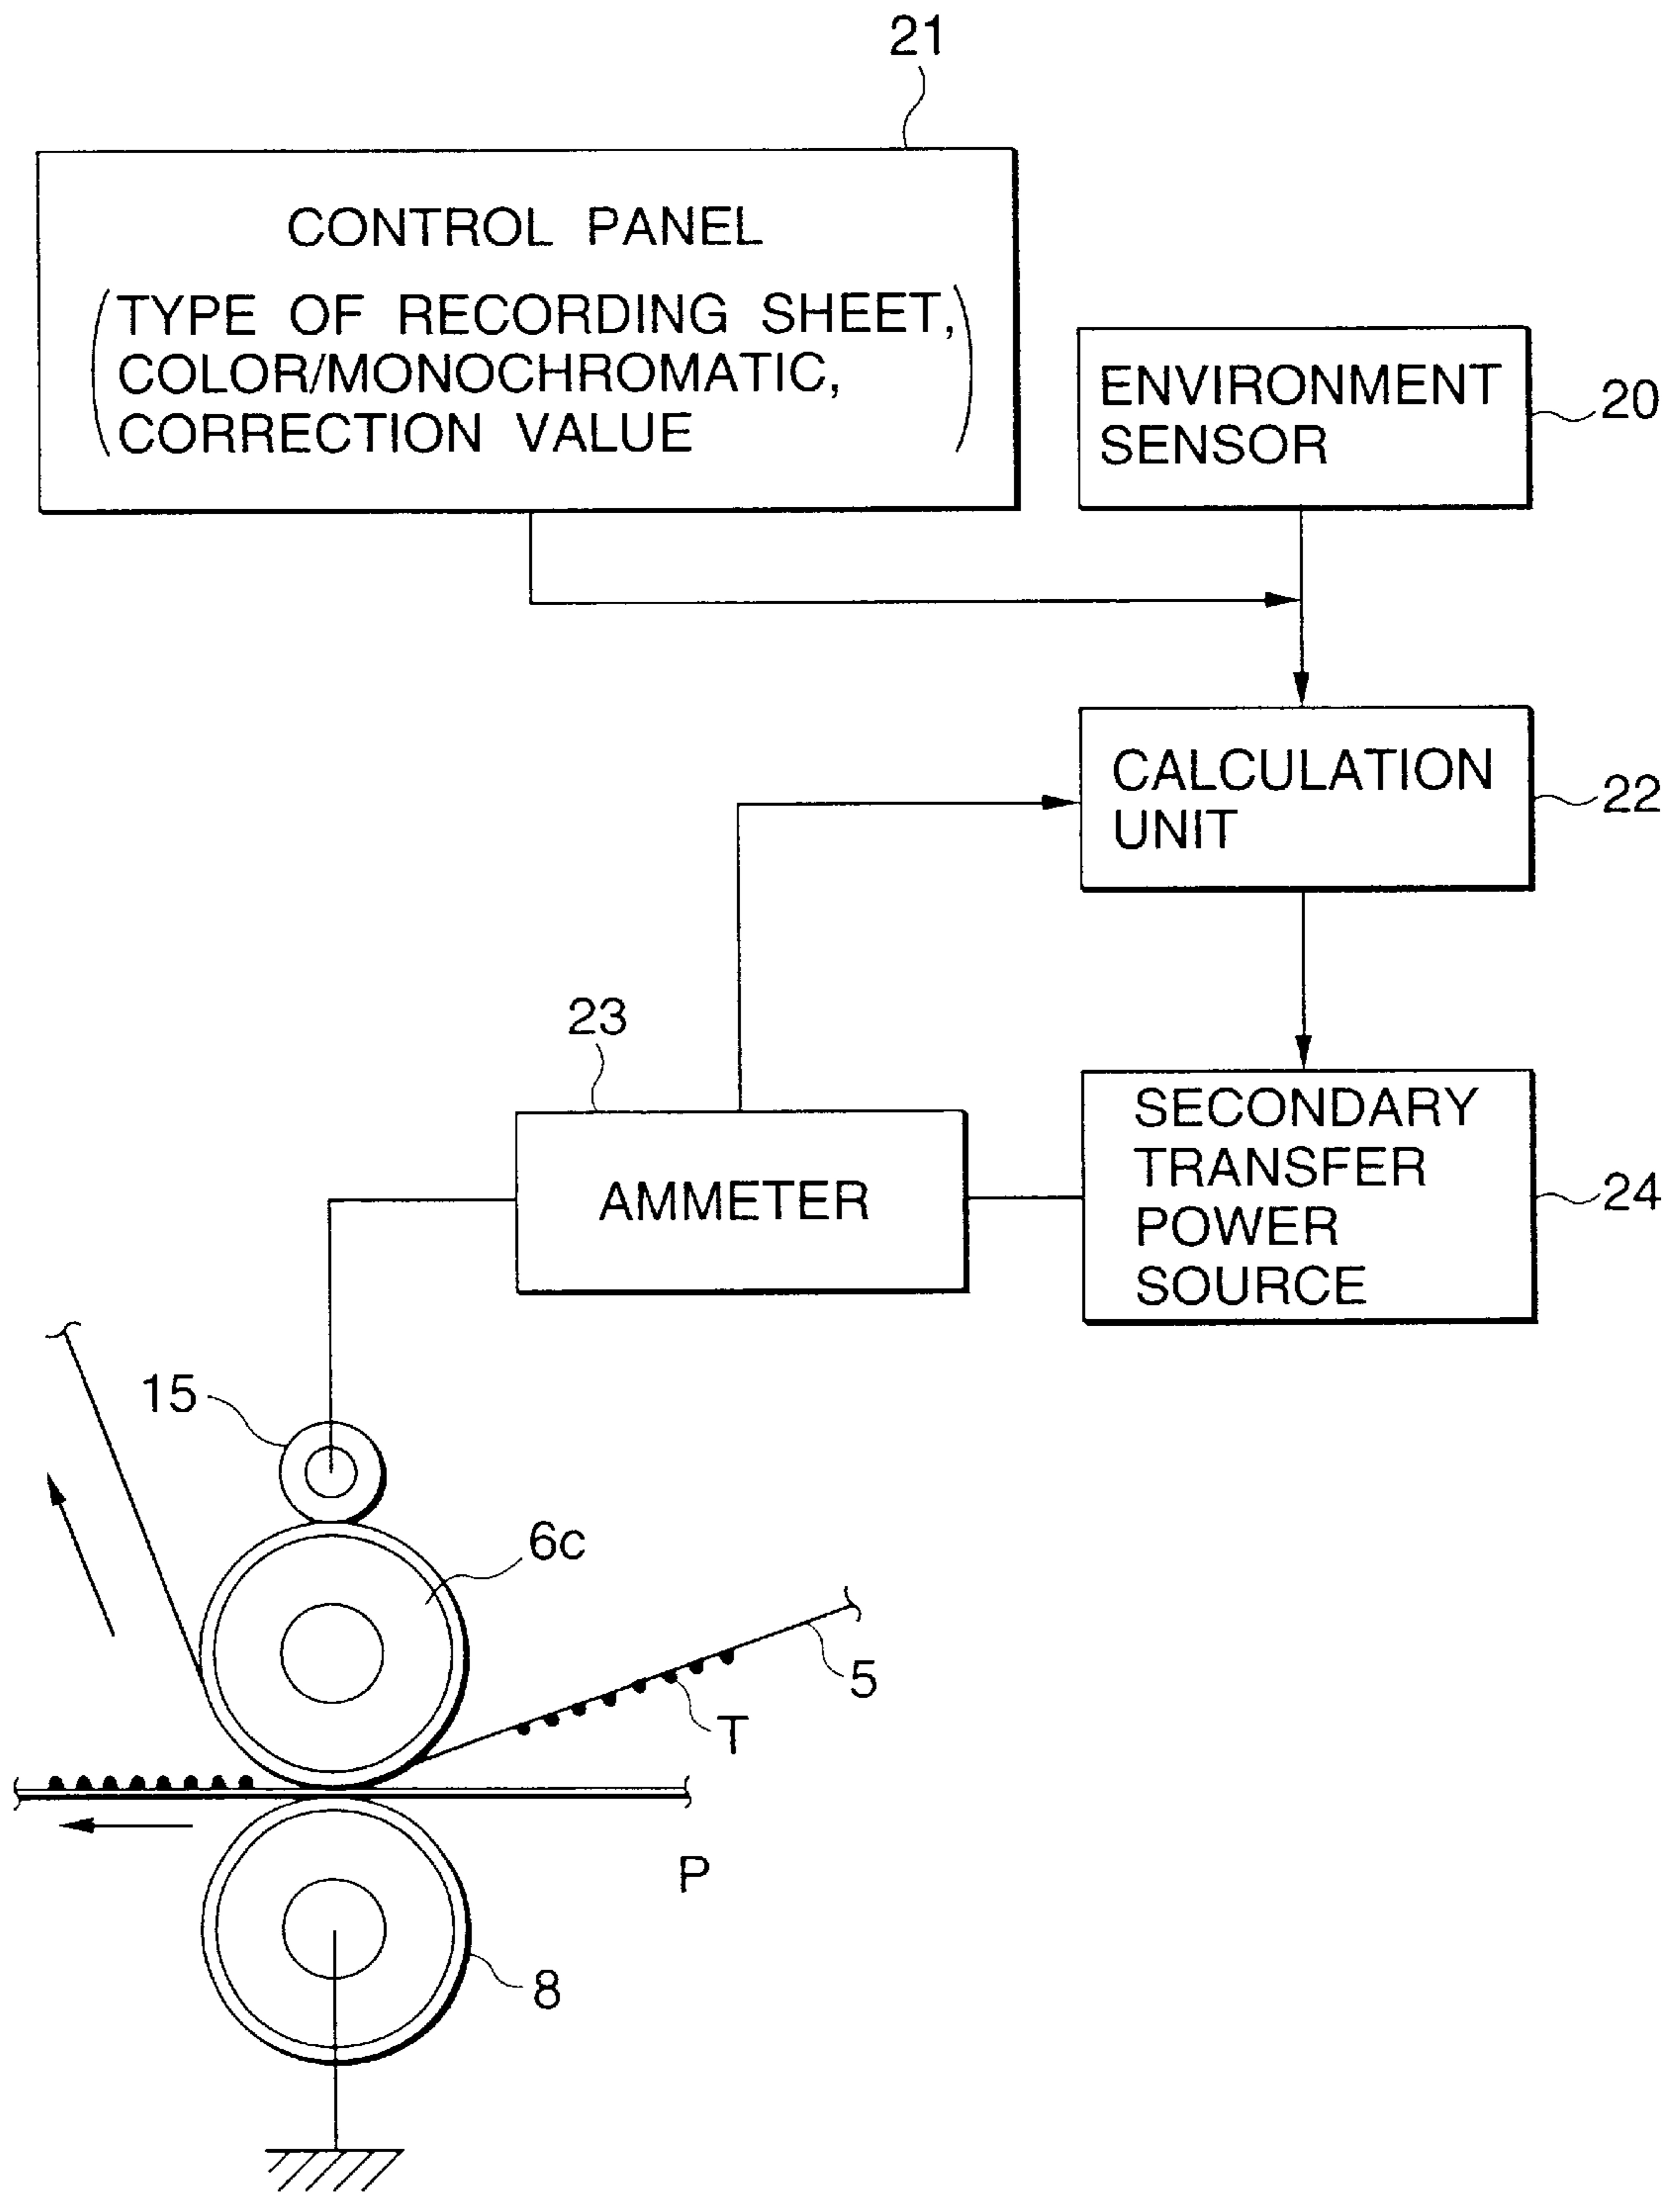 21
CONTROL PANEL
(TYPE OF RECORDING SHEET,
COLOR/MONOCHROMATIC,
CORRECTION VALUE)
ENVIRONMENT
SENSOR
20
CALCULATION
UNIT
22
23
AMMETER
SECONDARY
TRANSFER
POWER
SOURCE
24
15
6c
5
T
P
8